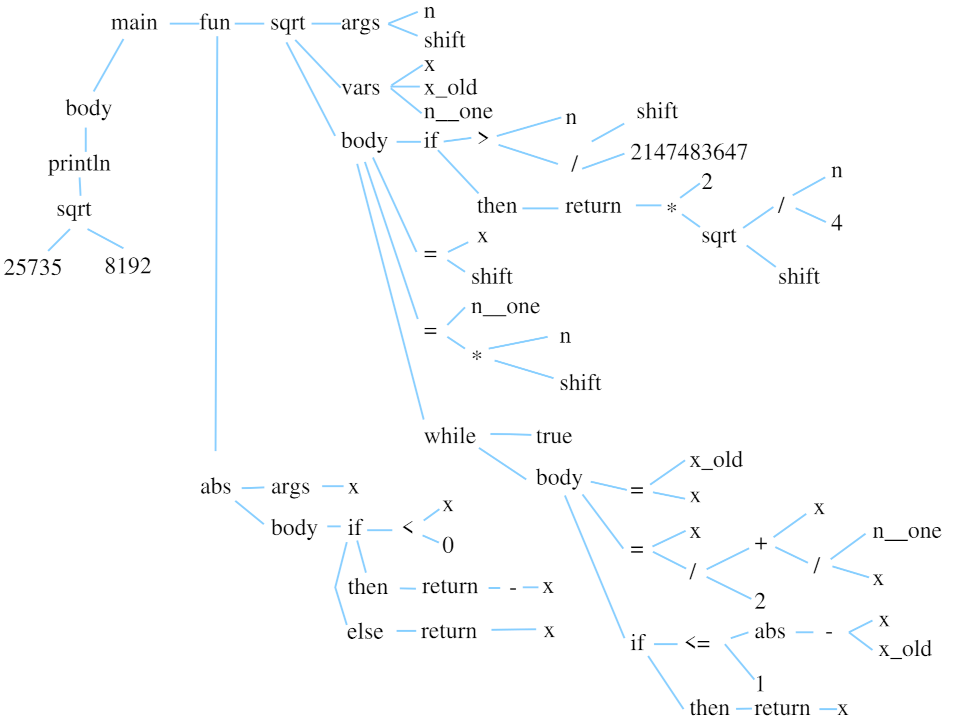 main fun sqrt args n
shift
x
vars x_old
n__one
body if > n shift
/ 2147483647
body
println
then return * 2 / n
sqrt 4
sqrt
25735 8192
= x
shift shift
n__one
=
* n
shift
while true
body x_old
= x
abs args x
body if < x
0
x
= / + x n__one
/ x
2
then return - x
else return x
if <= abs - x
x_old
1
then return x